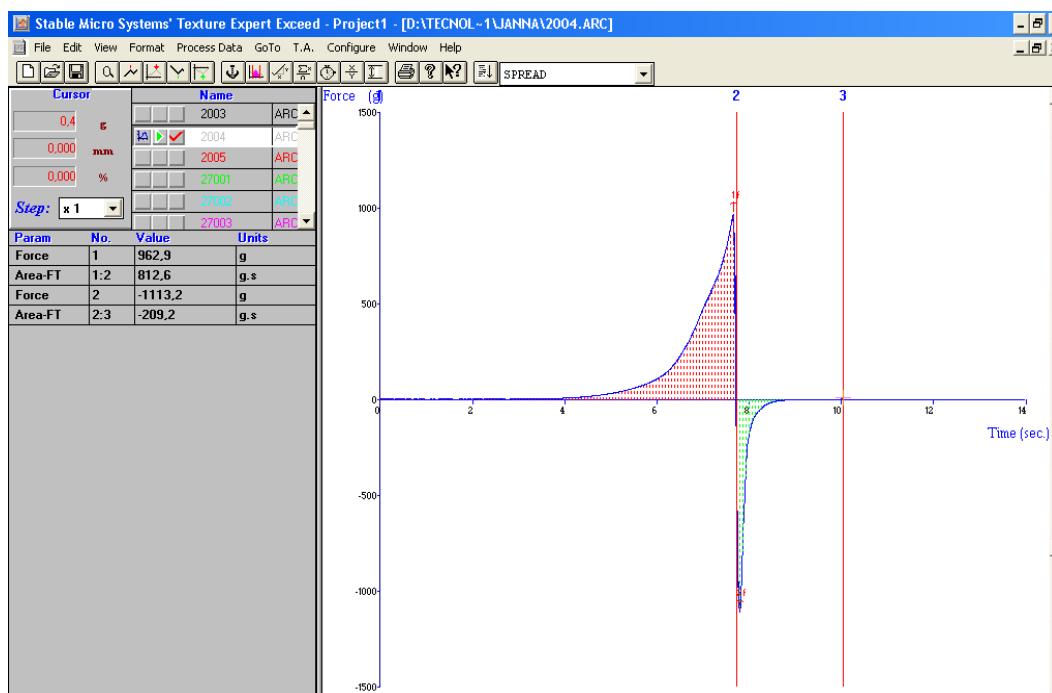 Stable Micro Systems' Texture Expert Exceed - Project1 - [D:\TECNOL~1\JANNA\2004.ARC]
File Edit View Format Process Data GoTo T.A. Configure Window Help
SPREAD
Cursor
0,4 g
0,000 mm
0,000 %
Step: x 1
Name
2003 ARC
2004 ARC
2005 ARC
27001 ARC
27002 ARC
27003 ARC
Param No. Value Units
Force 1 962,9 g
Area-FT 1:2 812,6 g.s
Force 2 -1113,2 g
Area-FT 2:3 -209,2 g.s
Force (g)
1 2 3
1500
1000
500
0
-500
-1000
-1500
0 2 4 6 8 10 12 14
Time (sec.)
1f